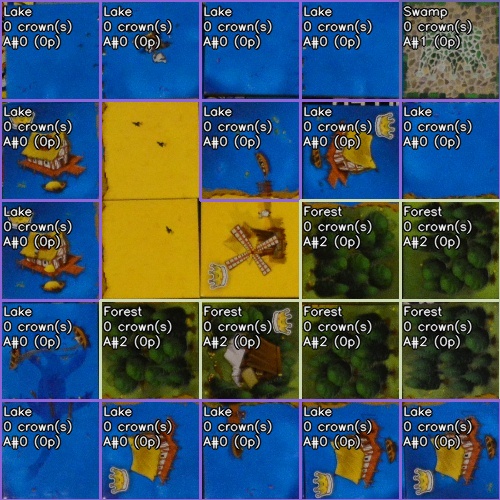 Lake
0 crown(s)
A#0 (0p)
Lake
0 crown(s)
A#0 (0p)
Lake
0 crown(s)
A#0 (0p)
Lake
0 crown(s)
A#0 (0p)
Swamp
0 crown(s)
A#1 (0p)
Lake
0 crown(s)
A#0 (0p)
Lake
0 crown(s)
A#0 (0p)
Lake
0 crown(s)
A#0 (0p)
Lake
0 crown(s)
A#0 (0p)
Lake
0 crown(s)
A#0 (0p)
Forest
0 crown(s)
A#2 (0p)
Forest
0 crown(s)
A#2 (0p)
Lake
0 crown(s)
A#0 (0p)
Forest
0 crown(s)
A#2 (0p)
Forest
0 crown(s)
A#2 (0p)
Forest
0 crown(s)
A#2 (0p)
Forest
0 crown(s)
A#2 (0p)
Lake
0 crown(s)
A#0 (0p)
Lake
0 crown(s)
A#0 (0p)
Lake
0 crown(s)
A#0 (0p)
Lake
0 crown(s)
A#0 (0p)
Lake
0 crown(s)
A#0 (0p)